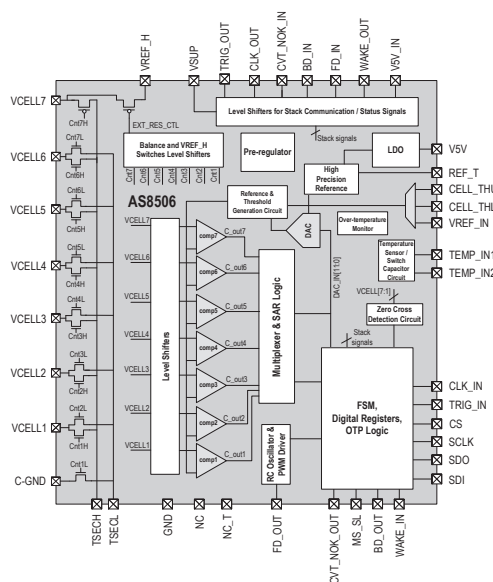 VREF_H
VSUP
TRIG_OUT
CLK_OUT
CVT_NOK_IN
BD_IN
FD_IN
WAKE_OUT
V5V_IN
VCELL7
Cnt7H
EXT_RES_CTL
Level Shifters for Stack Communication / Status Signals
Stack signals
Cnt7L
VCELL6
Cnt6H
Balance and VREF_H
Switches Level Shifters
Pre-regulator
LDO
V5V
High
Precision
Reference
REF_T
Cnt7
Cnt6
Cnt5
Cnt4
Cnt3
Cnt2
Cnt1
Cnt6L
VCELL5
Cnt5H
AS8506
Reference &
Threshold
Generation Circuit
DAC
Over-temperature
Monitor
CELL_THU
CELL_THL
VREF_IN
VCELL7
comp7
C_out7
Cnt5L
VCELL4
Cnt4H
VCELL6
comp6
C_out6
DAC_IN[11:0]
Temperature
Sensor /
Switch
Capacitor
Circuit
TEMP_IN1
TEMP_IN2
Cnt4L
VCELL3
Cnt3H
VCELL5
comp5
C_out5
VCELL[7:1]
Zero Cross
Detection Circuit
Level Shifters
Multiplexer & SAR Logic
VCELL4
comp4
C_out4
Stack
signals
Cnt3L
VCELL2
Cnt2H
VCELL3
comp3
C_out3
FSM,
Digital Registers,
OTP Logic
CLK_IN
TRIG_IN
CS
SCLK
SDO
SDI
Cnt2L
VCELL1
Cnt1H
VCELL2
comp2
C_out2
VCELL1
comp1
C_out1
RC Oscillator &
PWM Driver
Cnt1L
C-GND
TSECH
TSECL
GND
NC
NC_T
FD_OUT
CVT_NOK_OUT
MS_SL
BD_OUT
WAKE_IN